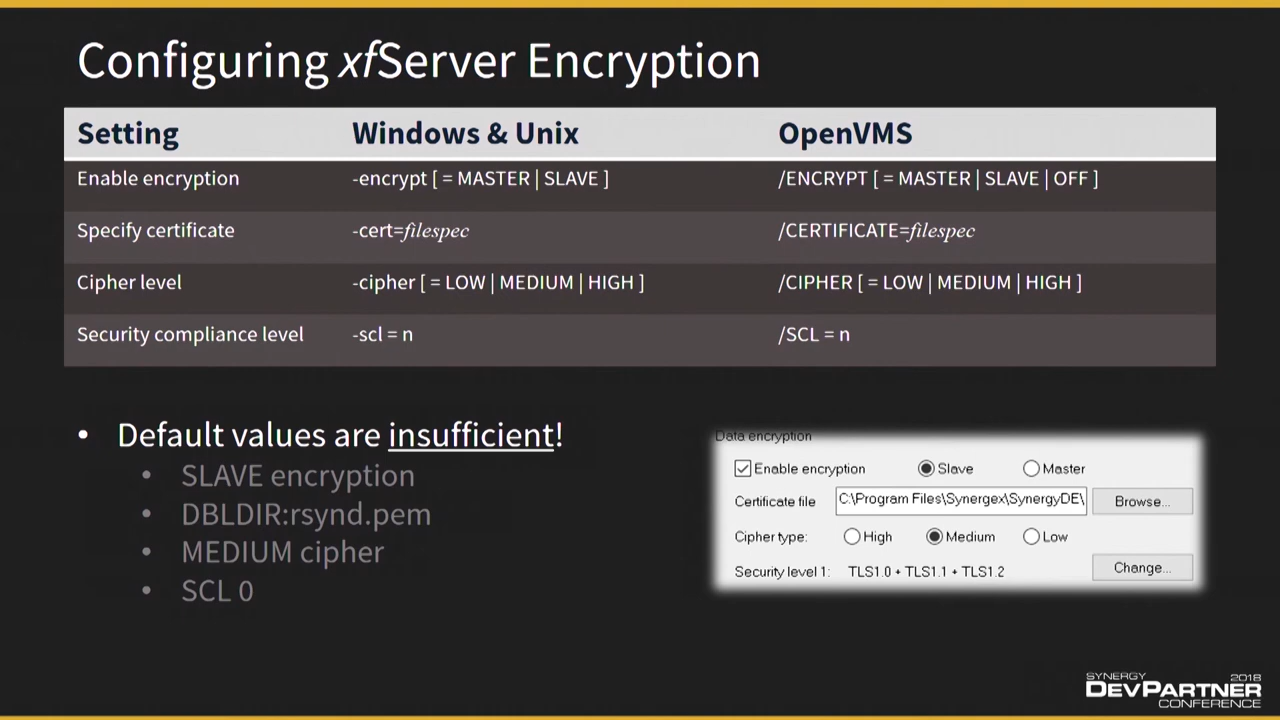 Configuring xfServer Encryption
Setting Windows & Unix OpenVMS
Enable encryption -encrypt [ = MASTER | SLAVE ] /ENCRYPT [ = MASTER | SLAVE | OFF ]
Specify certificate -cert=filespec /CERTIFICATE=filespec
Cipher level -cipher [ = LOW | MEDIUM | HIGH ] /CIPHER [ = LOW | MEDIUM | HIGH ]
Security compliance level -scl = n /SCL = n
• Default values are insufficient!
• SLAVE encryption
• DBLDIR:rsynd.pem
• MEDIUM cipher
• SCL 0
Data encryption
Enable encryption Slave Master
Certificate file C:\Program Files\Synergex\SynergyDE\ Browse...
Cipher type: High Medium Low
Security level 1: TLS1.0 + TLS1.1 + TLS1.2 Change...
SYNERGY 2018
DEVPARTNER
CONFERENCE